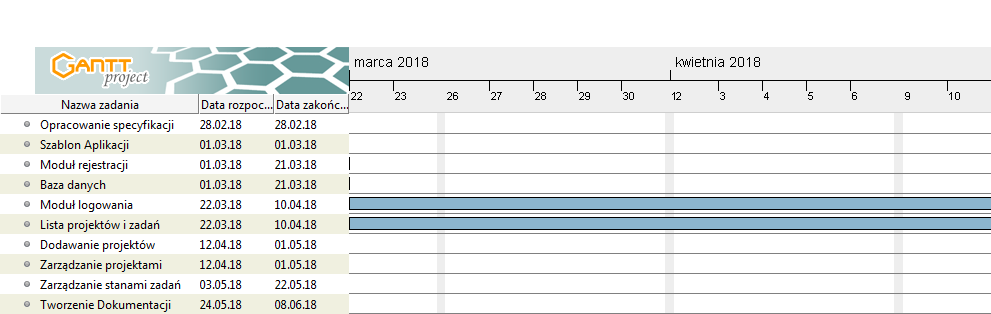 GANTT
project
marca 2018 kwietnia 2018
22 23 26 27 28 29 30 12 3 4 5 6 9 10
Nazwa zadania Data rozpoc... Data zakońc...
Opracowanie specyfikacji 28.02.18 28.02.18
Szablon Aplikacji 01.03.18 01.03.18
Moduł rejestracji 01.03.18 21.03.18
Baza danych 01.03.18 21.03.18
Moduł logowania 22.03.18 10.04.18
Lista projektów i zadań 22.03.18 10.04.18
Dodawanie projektów 12.04.18 01.05.18
Zarządzanie projektami 12.04.18 01.05.18
Zarządzanie stanami zadań 03.05.18 22.05.18
Tworzenie Dokumentacji 24.05.18 08.06.18